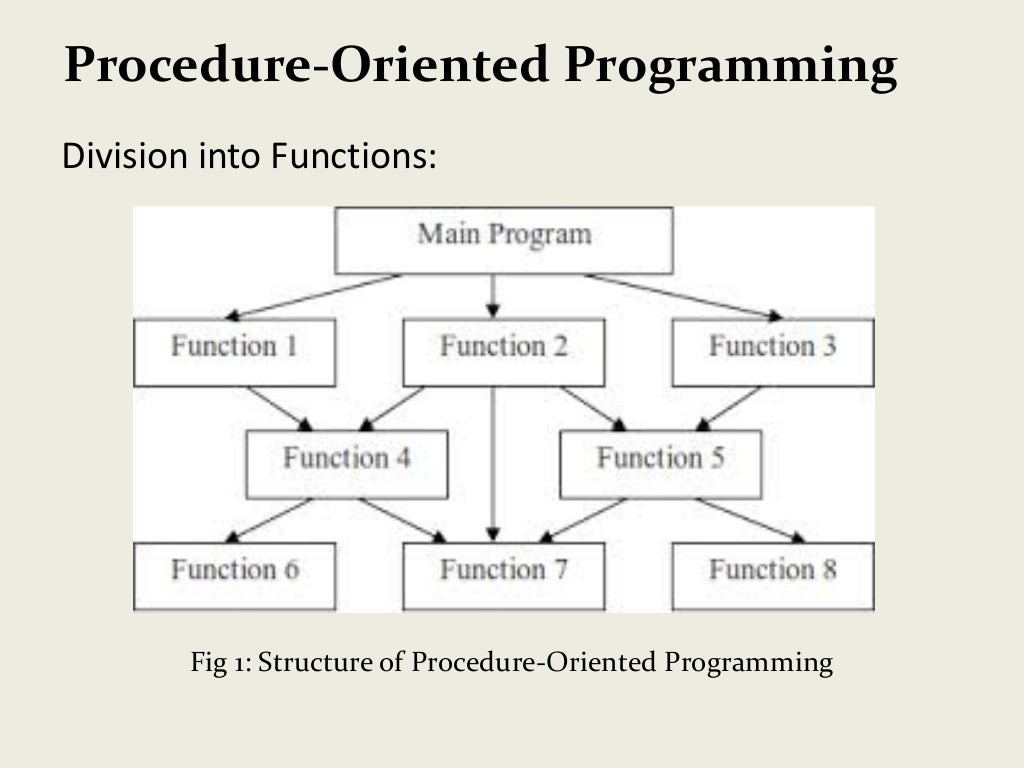 Procedure-Oriented Programming
Division into Functions:
Main Program
Function 1
Function 2
Function 3
Function 4
Function 5
Function 6
Function 7
Function 8
Fig 1: Structure of Procedure-Oriented Programming